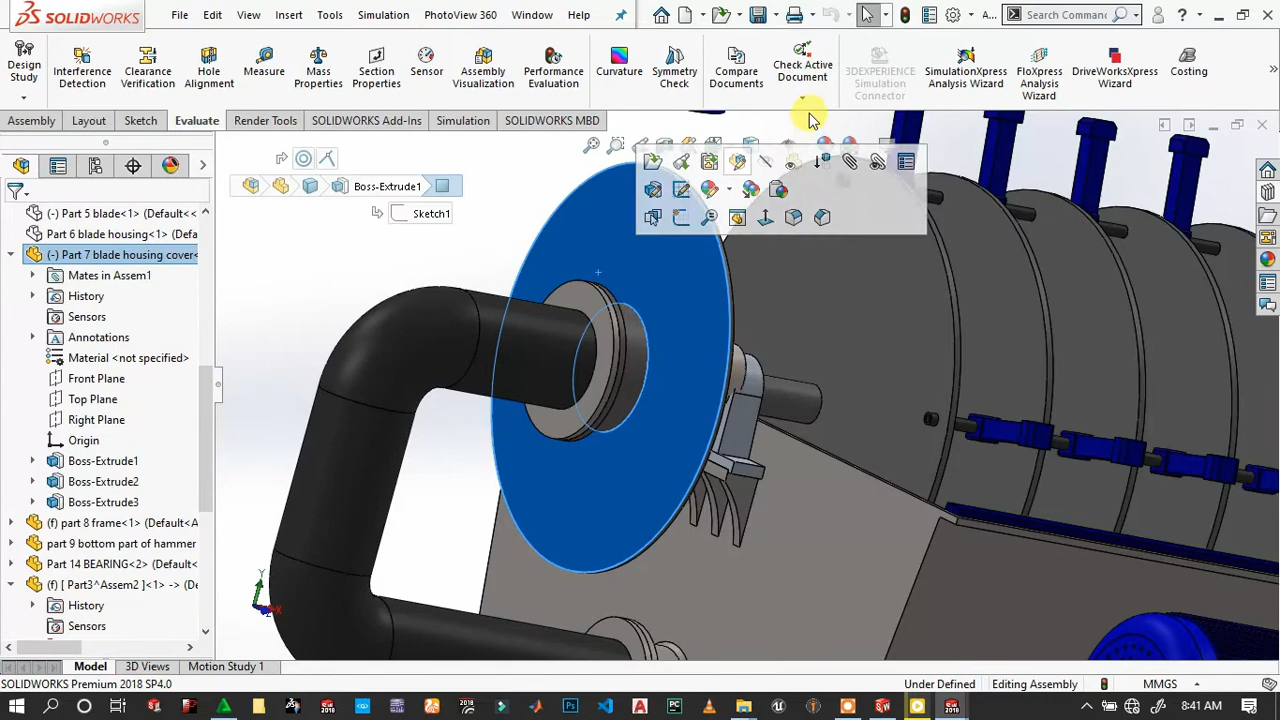 SOLIDWORKS
File Edit View Insert Tools Simulation PhotoView 360 Window Help
A...
Search Commands
Design Study
Interference Detection
Clearance Verification
Hole Alignment
Measure
Mass Properties
Section Properties
Sensor
Assembly Visualization
Performance Evaluation
Curvature
Symmetry Check
Compare Documents
Check Active Document
3DEXPERIENCE Simulation Connector
SimulationXpress Analysis Wizard
FloXpress Analysis Wizard
DriveWorksXpress Wizard
Costing
Assembly Layout Sketch Evaluate Render Tools SOLIDWORKS Add-Ins Simulation SOLIDWORKS MBD
Boss-Extrude1
Sketch1
(-) Part 5 blade<1> (Default<<
Part 6 blade housing<1> (Defa
(-) Part 7 blade housing cover<
Mates in Assem1
History
Sensors
Annotations
Material <not specified>
Front Plane
Top Plane
Right Plane
Origin
Boss-Extrude1
Boss-Extrude2
Boss-Extrude3
(f) part 8 frame<1> (Default<A
part 9 bottom part of hammer
Part 14 BEARING<2> (Default<
(f) [ Part3^Assem2 ]<1> -> (De
History
Sensors
Y
X
Model 3D Views Motion Study 1
SOLIDWORKS Premium 2018 SP4.0
Under Defined Editing Assembly MMGS
8:41 AM